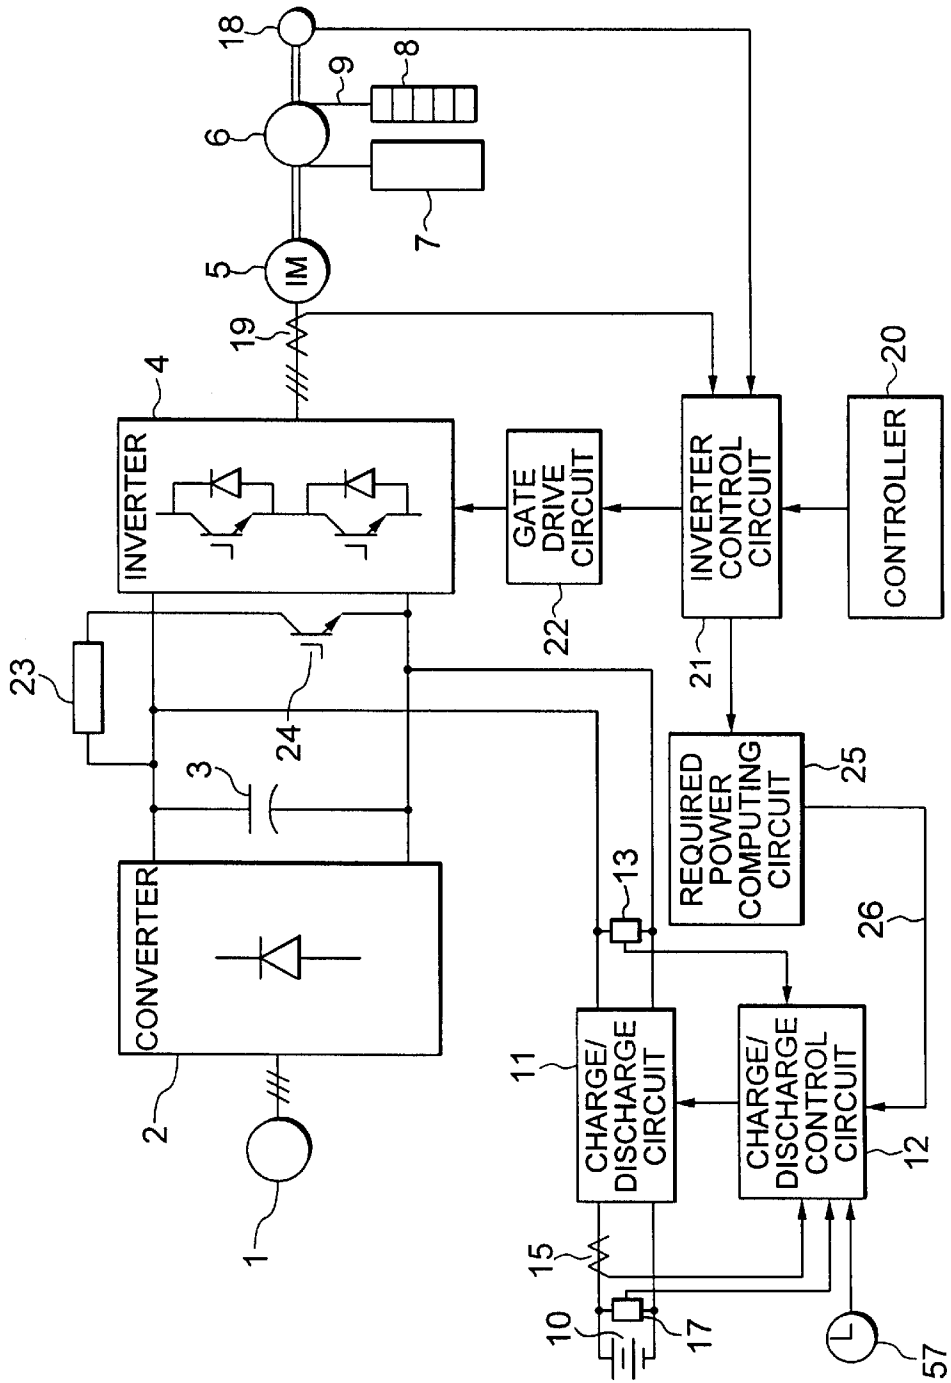 1
2
CONVERTER
3
23
24
INVERTER
4
19
5
IM
6
18
9
8
7
10
17
15
11
CHARGE/
DISCHARGE
CIRCUIT
13
GATE
DRIVE
CIRCUIT
22
57
CHARGE/
DISCHARGE
CONTROL
CIRCUIT
12
26
REQUIRED
POWER
COMPUTING
CIRCUIT
25
21
INVERTER
CONTROL
CIRCUIT
CONTROLLER
20